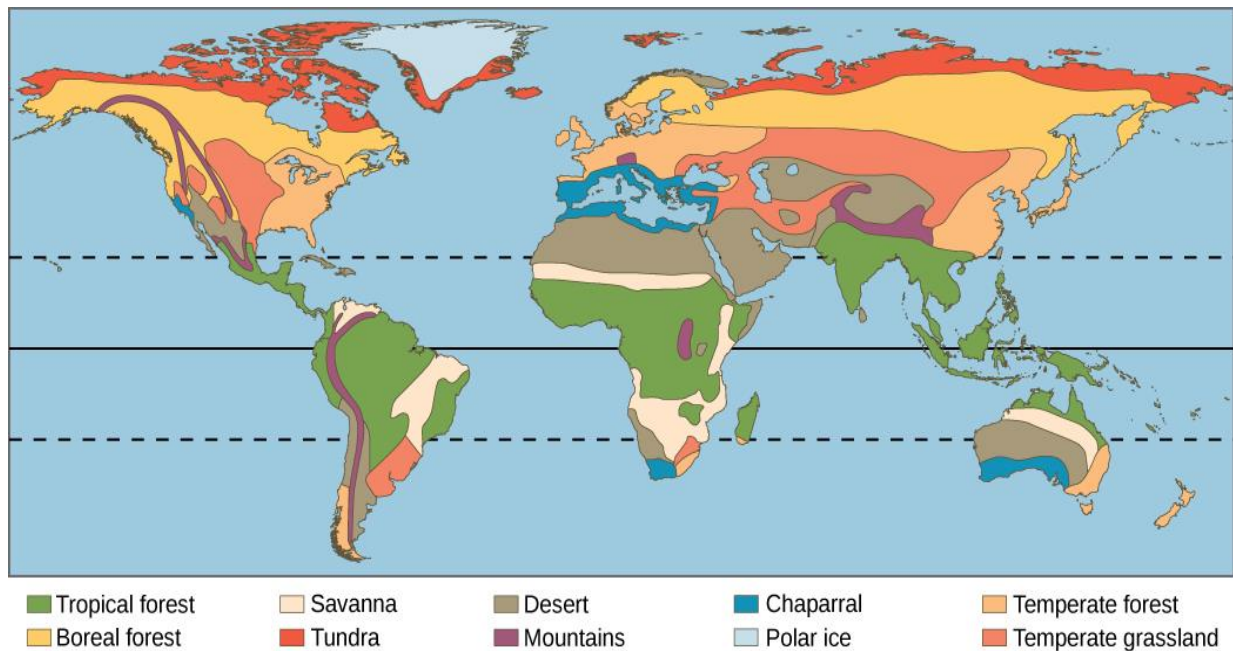 Tropical forest Savanna Desert Chaparral Temperate forest
Boreal forest Tundra Mountains Polar ice Temperate grassland